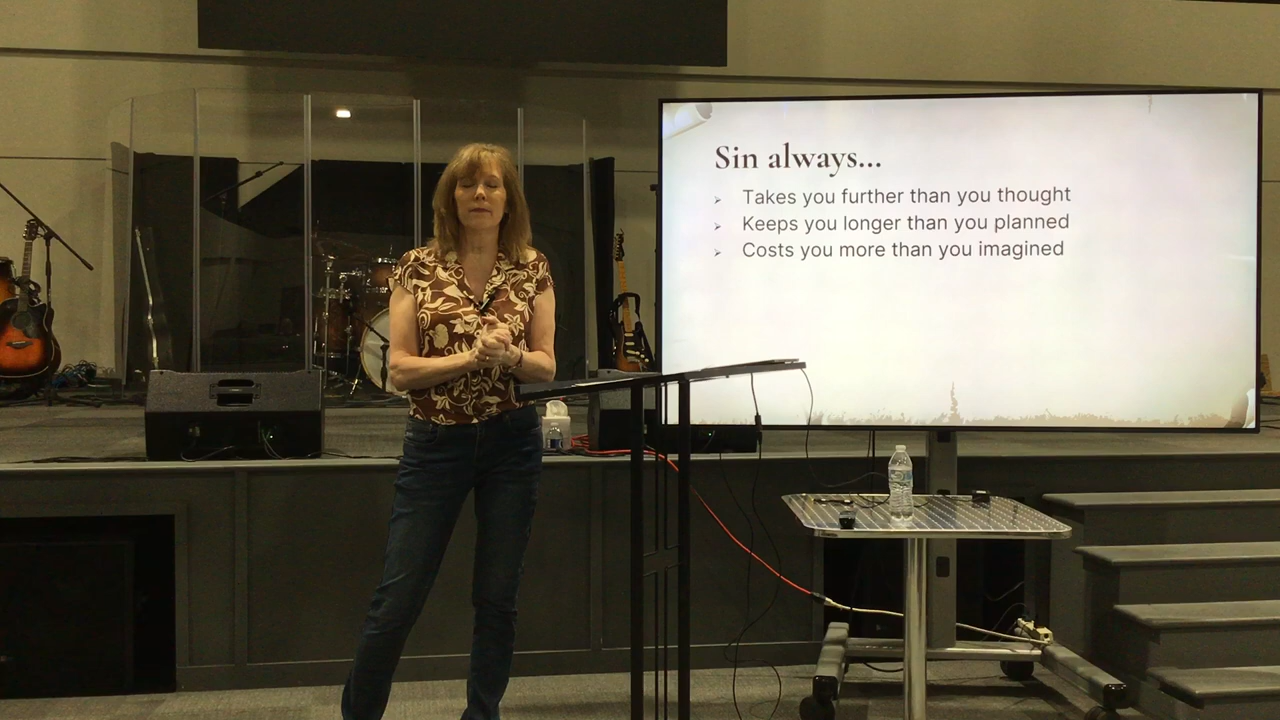 Sin always...
➢ Takes you further than you thought
➢ Keeps you longer than you planned
➢ Costs you more than you imagined